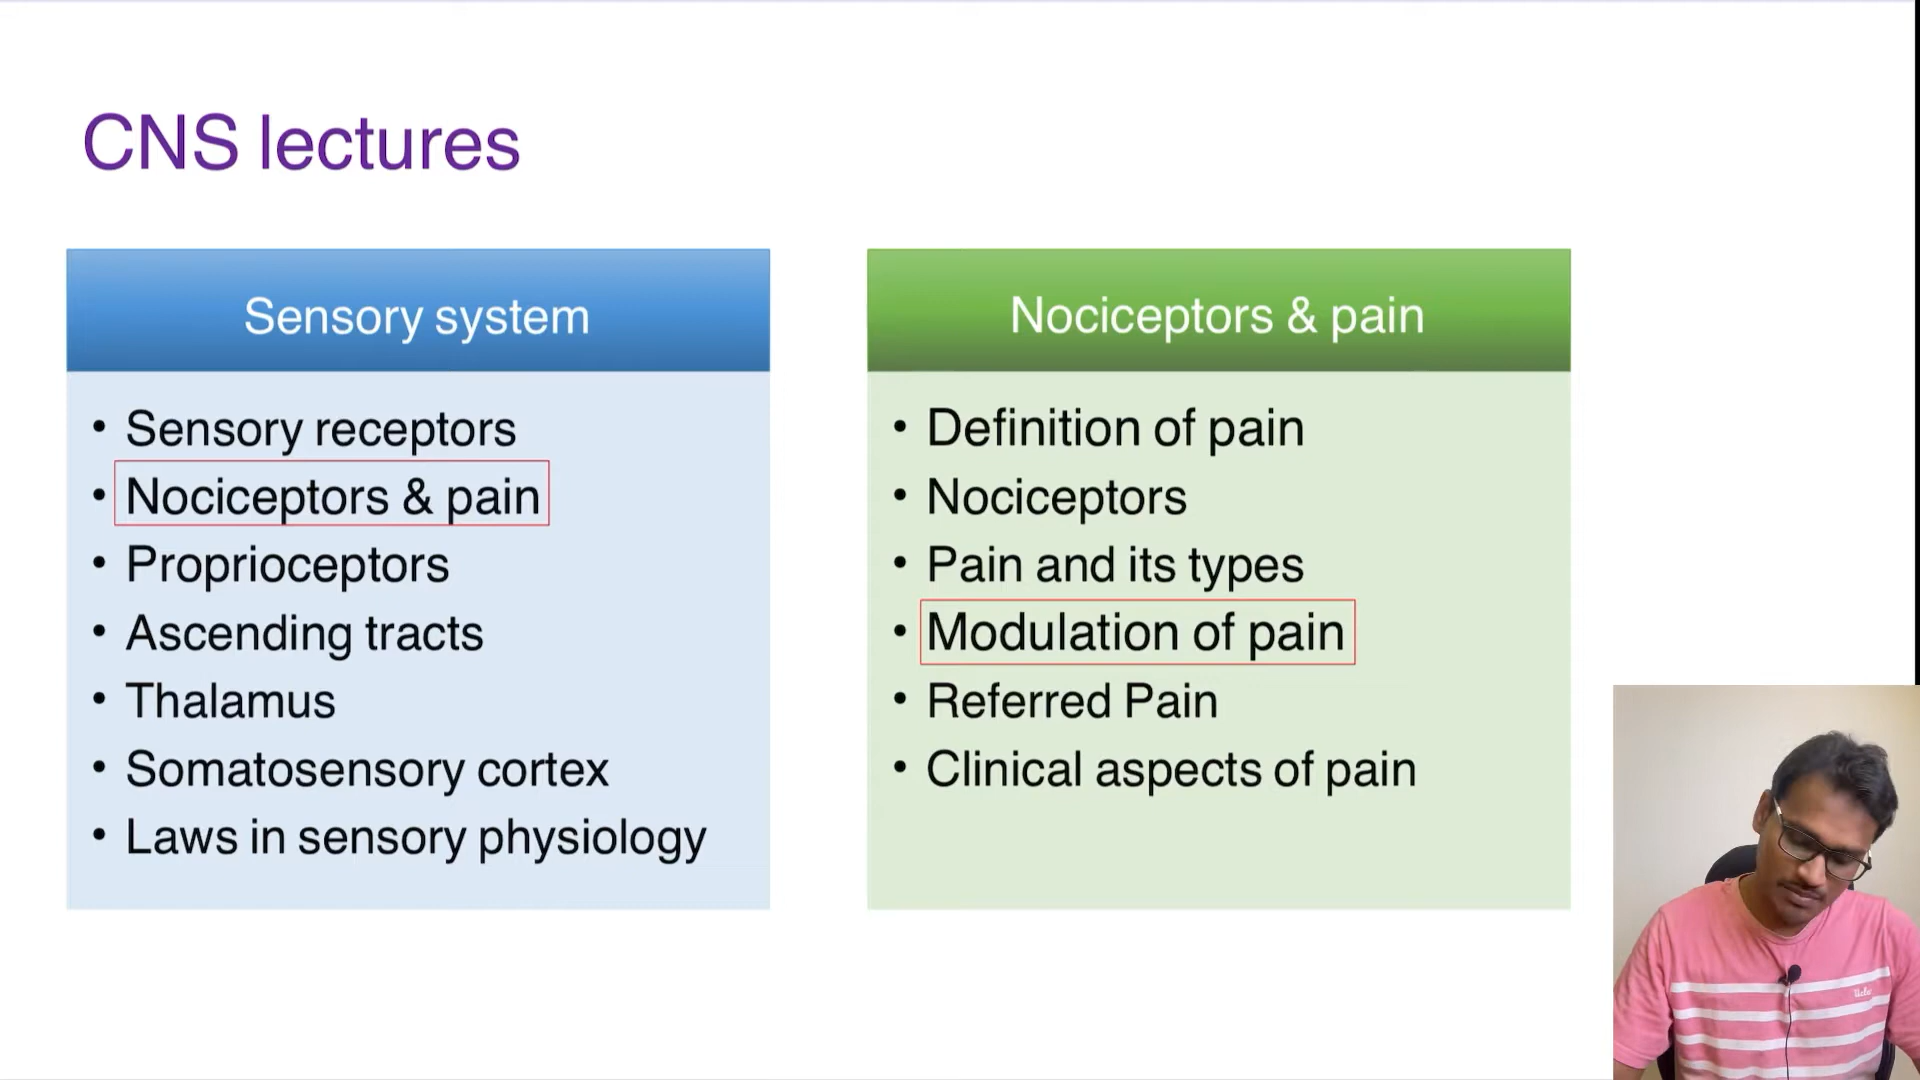 CNS lectures
Sensory system
• Sensory receptors
• Nociceptors & pain
• Proprioceptors
• Ascending tracts
• Thalamus
• Somatosensory cortex
• Laws in sensory physiology
Nociceptors & pain
• Definition of pain
• Nociceptors
• Pain and its types
• Modulation of pain
• Referred Pain
• Clinical aspects of pain